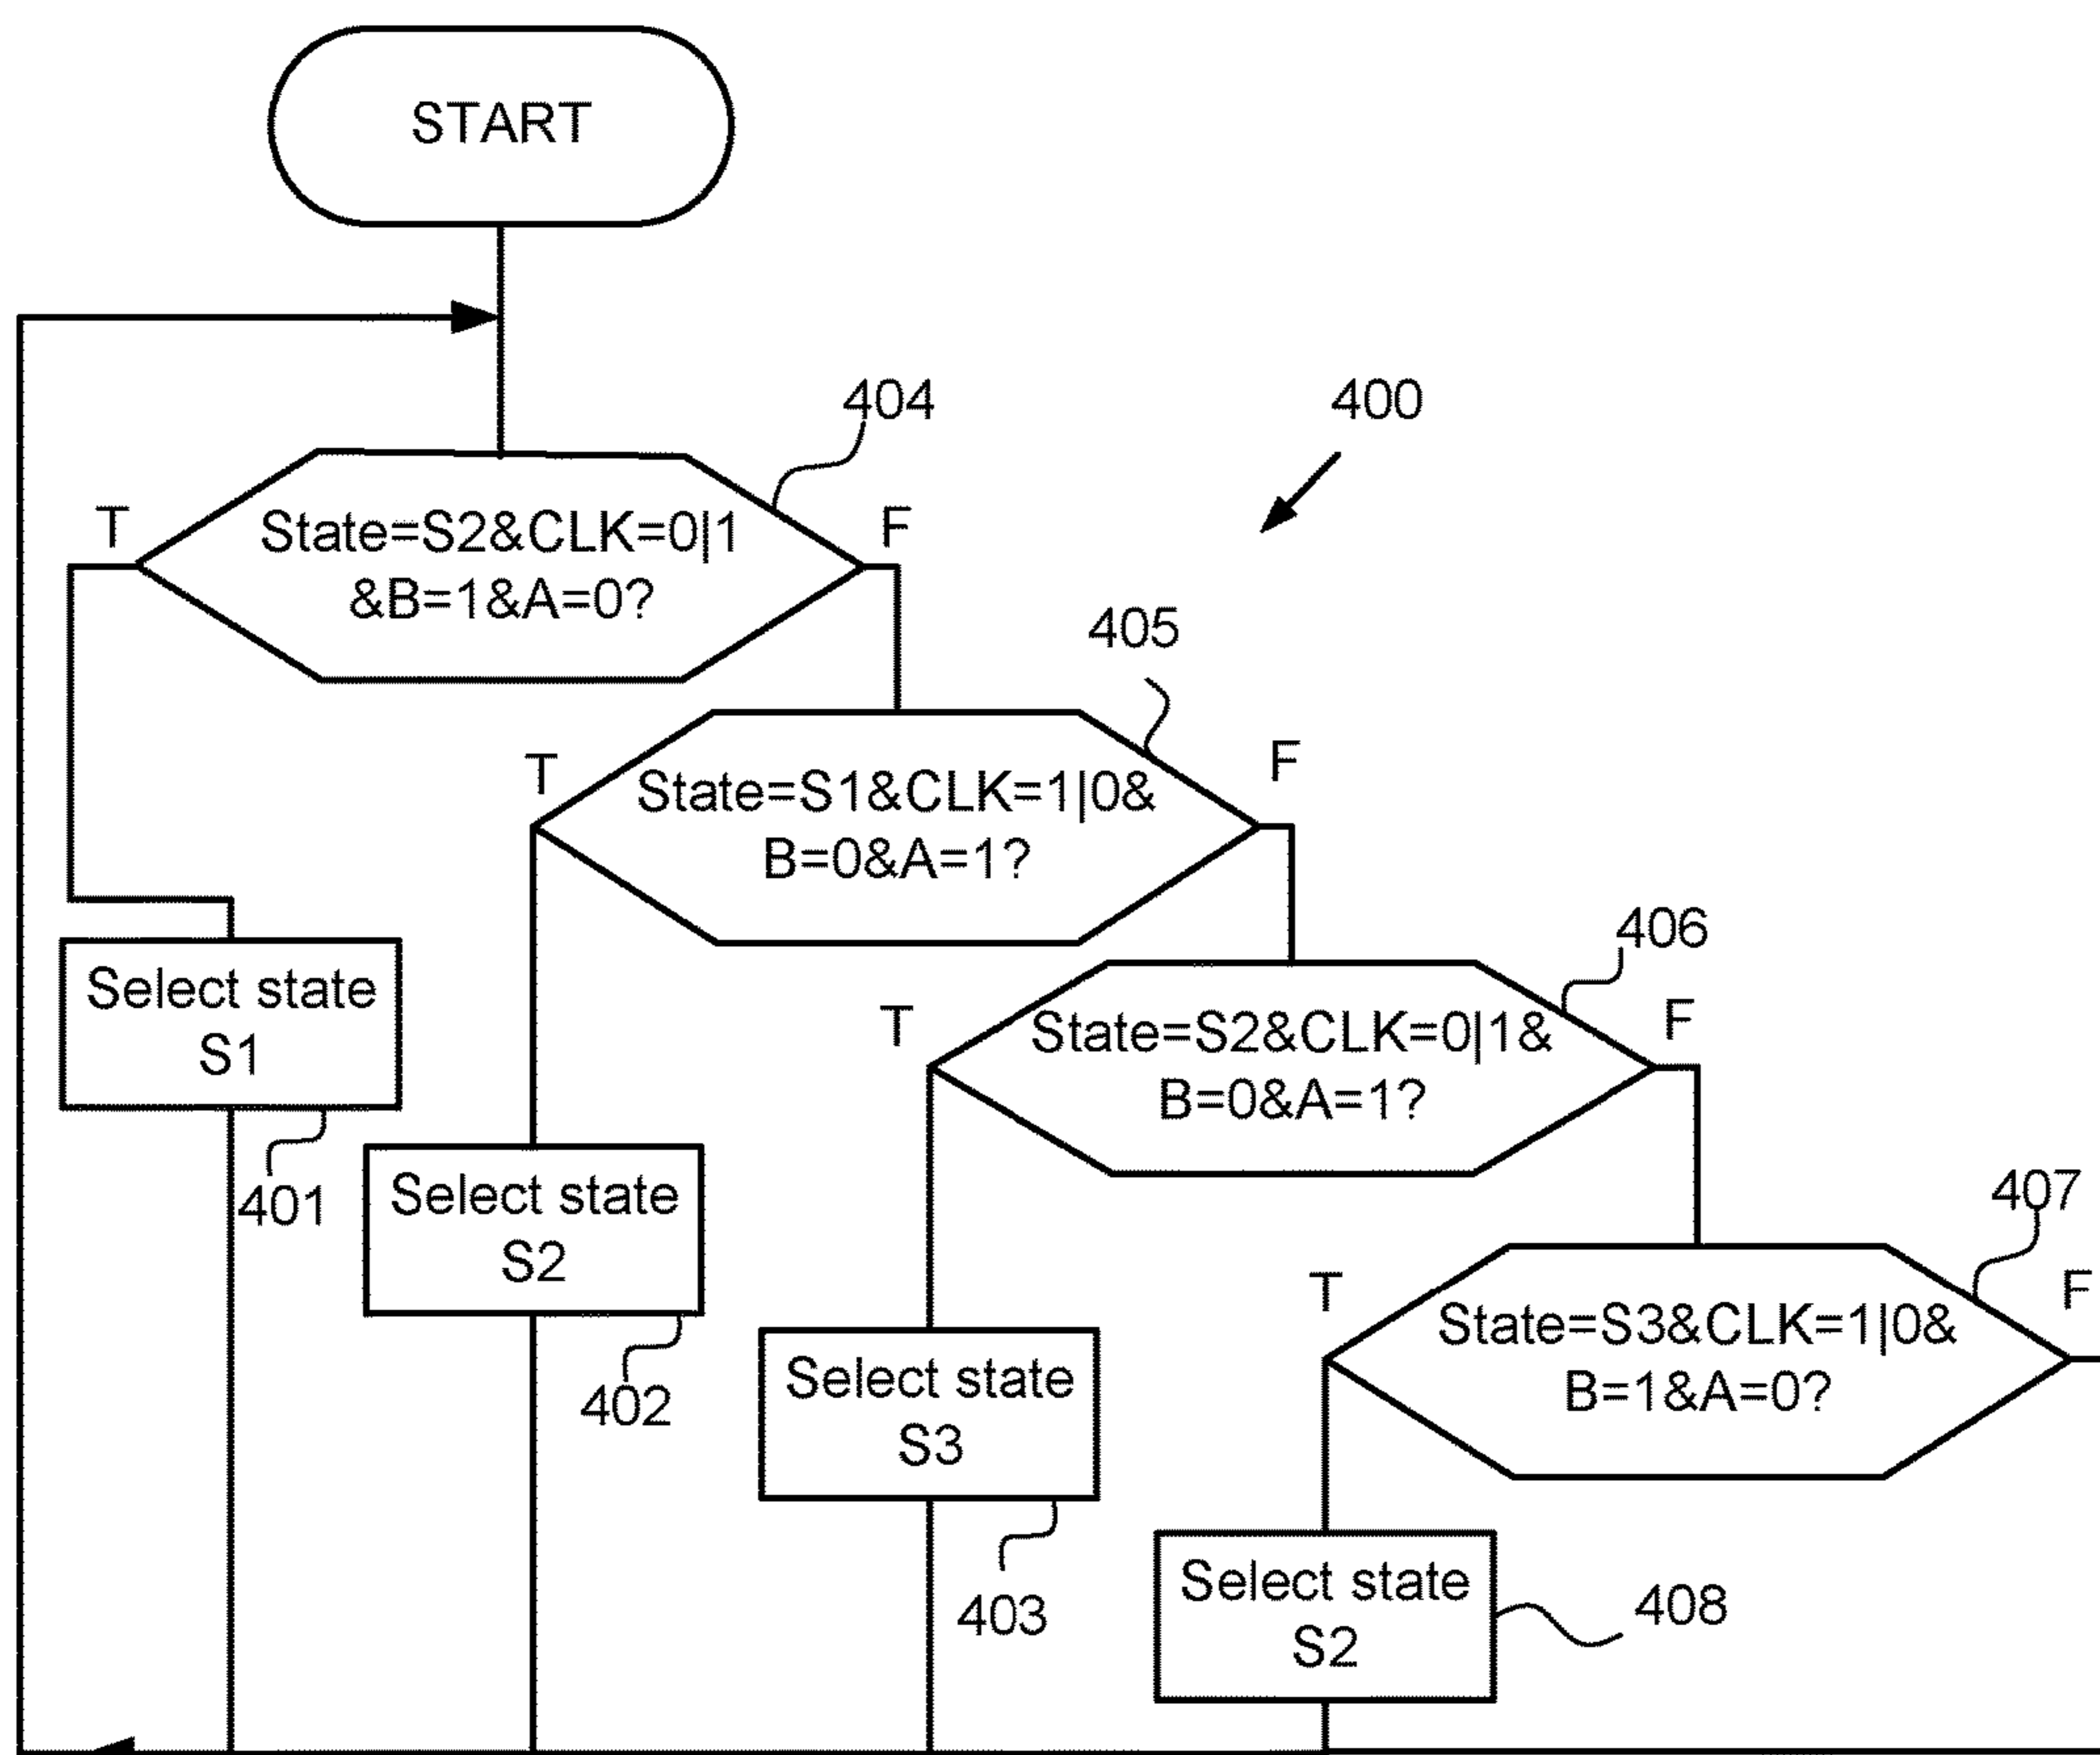 START
404
400
T
State=S2&CLK=0|1
&B=1&A=0?
F
405
T
State=S1&CLK=1|0&
B=0&A=1?
F
406
T
State=S2&CLK=0|1&
B=0&A=1?
F
Select state
S1
401
Select state
S2
402
407
T
State=S3&CLK=1|0&
B=1&A=0?
F
Select state
S3
403
Select state
S2
408